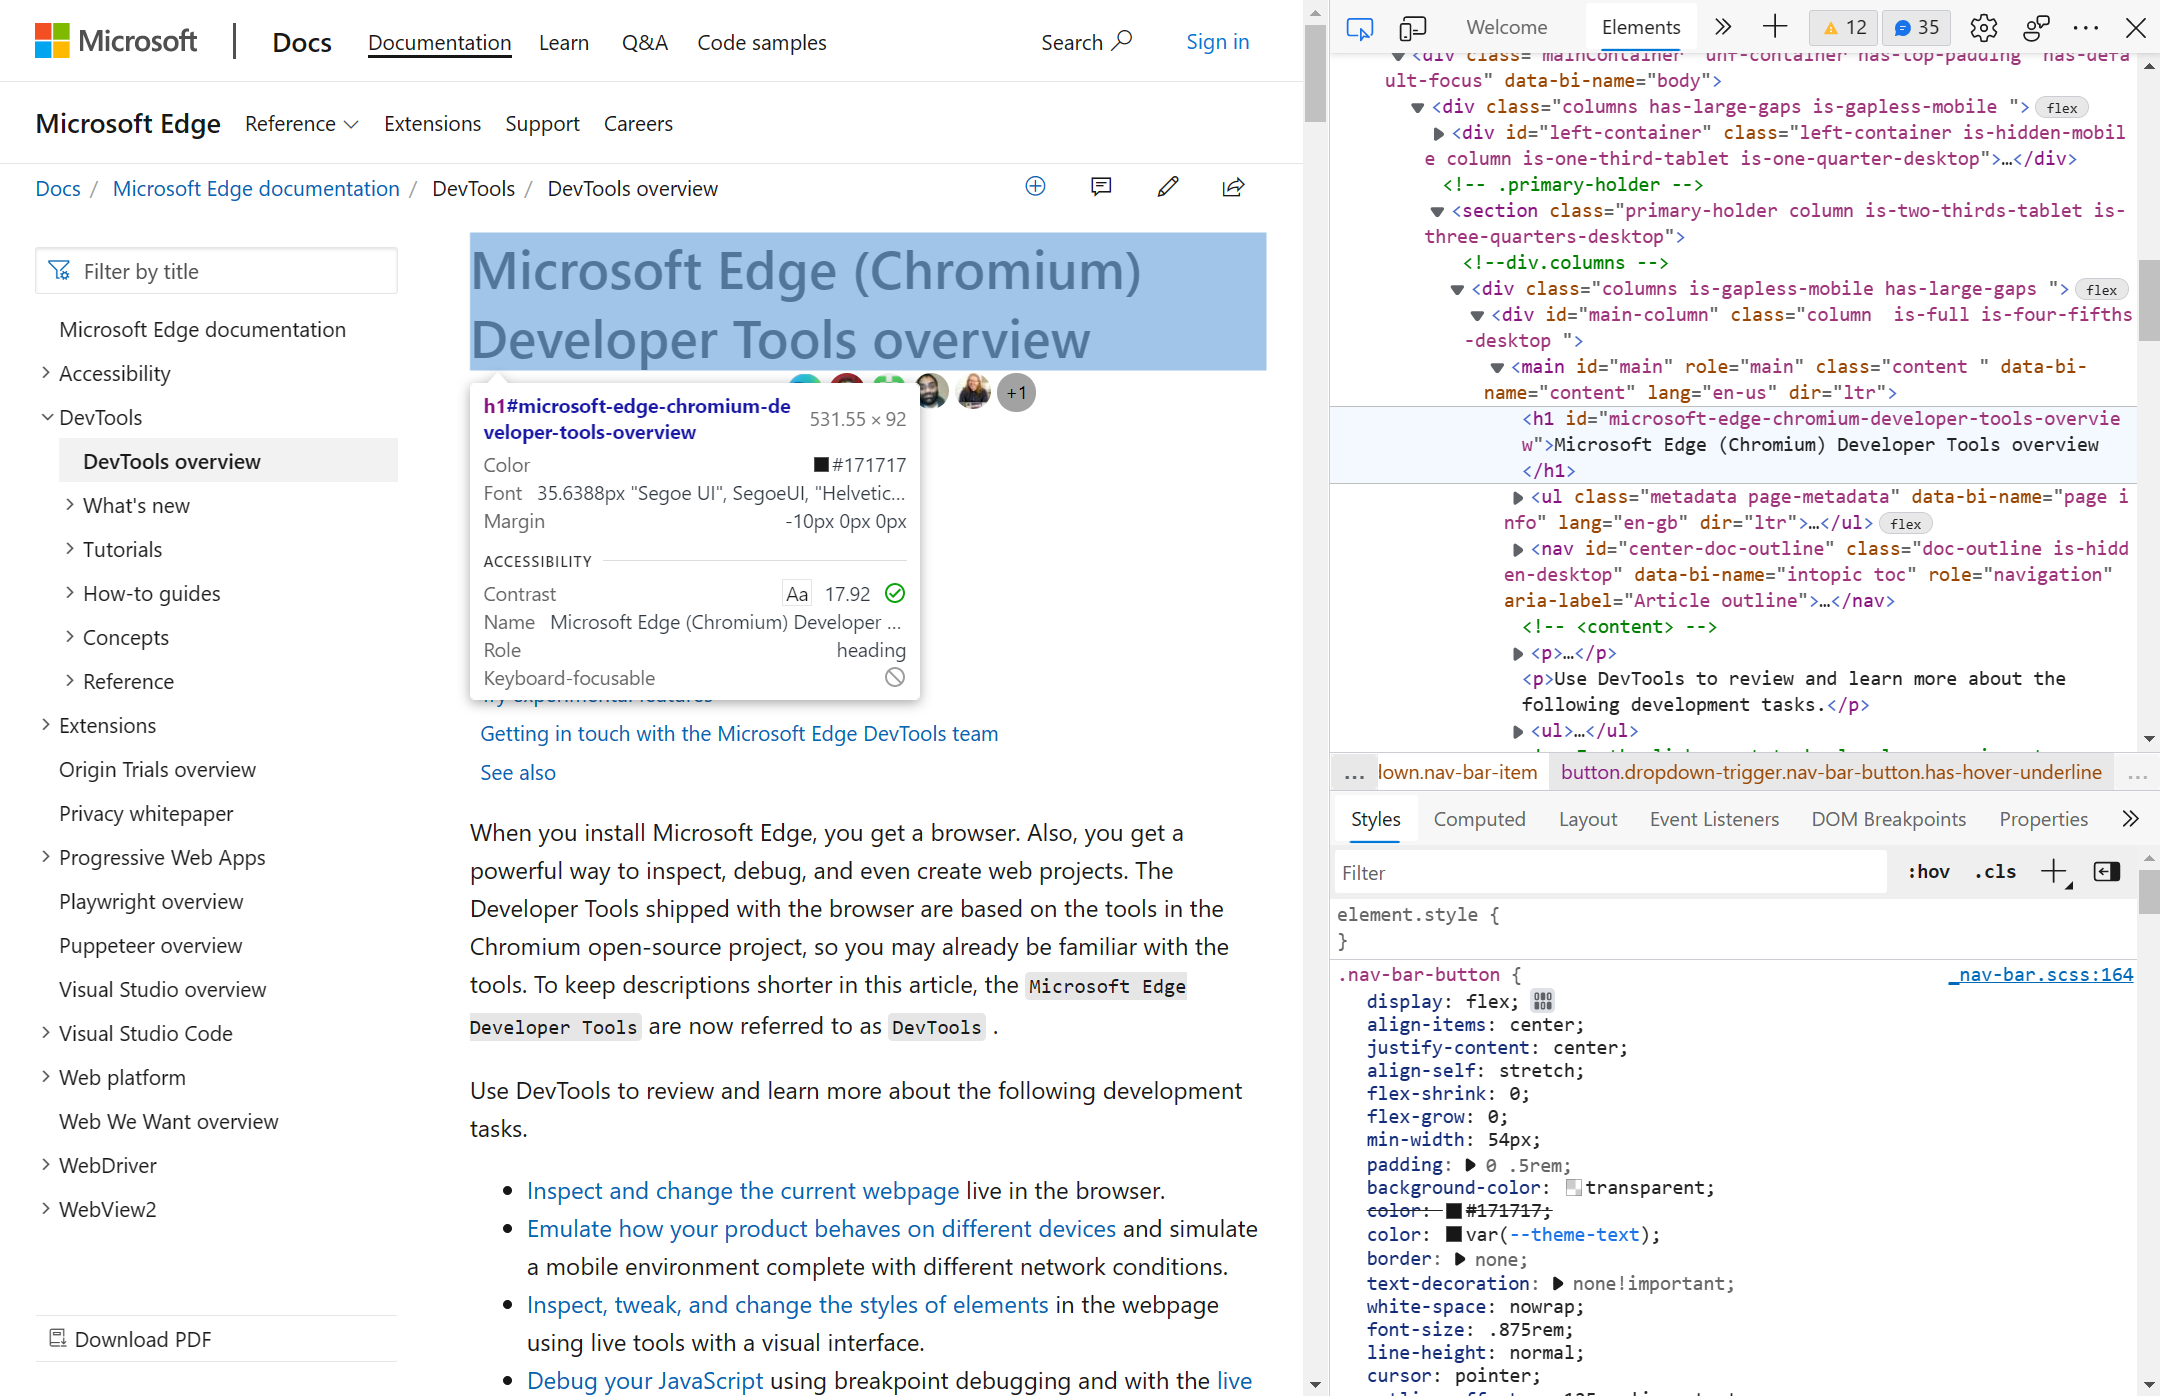 Microsoft
Docs
Documentation
Learn
Q&A
Code samples
Search
Sign in
Microsoft Edge
Reference
Extensions
Support
Careers
Docs / Microsoft Edge documentation / DevTools / DevTools overview
Filter by title
Microsoft Edge documentation
Accessibility
DevTools
DevTools overview
What's new
Tutorials
How-to guides
Concepts
Reference
Extensions
Origin Trials overview
Privacy whitepaper
Progressive Web Apps
Playwright overview
Puppeteer overview
Visual Studio overview
Visual Studio Code
Web platform
Web We Want overview
WebDriver
WebView2
Download PDF
Microsoft Edge (Chromium)
Developer Tools overview
+1
h1#microsoft-edge-chromium-de
veloper-tools-overview
531.55 × 92
Color #171717
Font 35.6388px "Segoe UI", SegoeUI, "Helvetic...
Margin -10px 0px 0px
ACCESSIBILITY
Contrast Aa 17.92
Name Microsoft Edge (Chromium) Developer ...
Role heading
Keyboard-focusable
Getting in touch with the Microsoft Edge DevTools team
See also
When you install Microsoft Edge, you get a browser. Also, you get a
powerful way to inspect, debug, and even create web projects. The
Developer Tools shipped with the browser are based on the tools in the
Chromium open-source project, so you may already be familiar with the
tools. To keep descriptions shorter in this article, the Microsoft Edge
Developer Tools are now referred to as DevTools .
Use DevTools to review and learn more about the following development
tasks.
• Inspect and change the current webpage live in the browser.
• Emulate how your product behaves on different devices and simulate
a mobile environment complete with different network conditions.
• Inspect, tweak, and change the styles of elements in the webpage
using live tools with a visual interface.
• Debug your JavaScript using breakpoint debugging and with the live
Welcome
Elements
12
35
<div class="mainContainer uhf-container has-top-padding has-defa
ult-focus" data-bi-name="body">
<div class="columns has-large-gaps is-gapless-mobile "> flex
<div id="left-container" class="left-container is-hidden-mobil
e column is-one-third-tablet is-one-quarter-desktop">…</div>
<!-- .primary-holder -->
<section class="primary-holder column is-two-thirds-tablet is-
three-quarters-desktop">
<!--div.columns -->
<div class="columns is-gapless-mobile has-large-gaps "> flex
<div id="main-column" class="column  is-full is-four-fifths
-desktop ">
<main id="main" role="main" class="content " data-bi-
name="content" lang="en-us" dir="ltr">
<h1 id="microsoft-edge-chromium-developer-tools-overvie
w">Microsoft Edge (Chromium) Developer Tools overview
</h1>
<ul class="metadata page-metadata" data-bi-name="page i
nfo" lang="en-gb" dir="ltr">…</ul> flex
<nav id="center-doc-outline" class="doc-outline is-hidd
en-desktop" data-bi-name="intopic toc" role="navigation"
aria-label="Article outline">…</nav>
<!-- <content> -->
<p>…</p>
<p>Use DevTools to review and learn more about the
following development tasks.</p>
<ul>…</ul>
... lown.nav-bar-item button.dropdown-trigger.nav-bar-button.has-hover-underline ...
Styles
Computed
Layout
Event Listeners
DOM Breakpoints
Properties
Filter
:hov
.cls
element.style {
}
.nav-bar-button { _nav-bar.scss:164
display: flex;
align-items: center;
justify-content: center;
align-self: stretch;
flex-shrink: 0;
flex-grow: 0;
min-width: 54px;
padding: 0 .5rem;
background-color: transparent;
color: #171717;
color: var(--theme-text);
border: none;
text-decoration: none!important;
white-space: nowrap;
font-size: .875rem;
line-height: normal;
cursor: pointer;